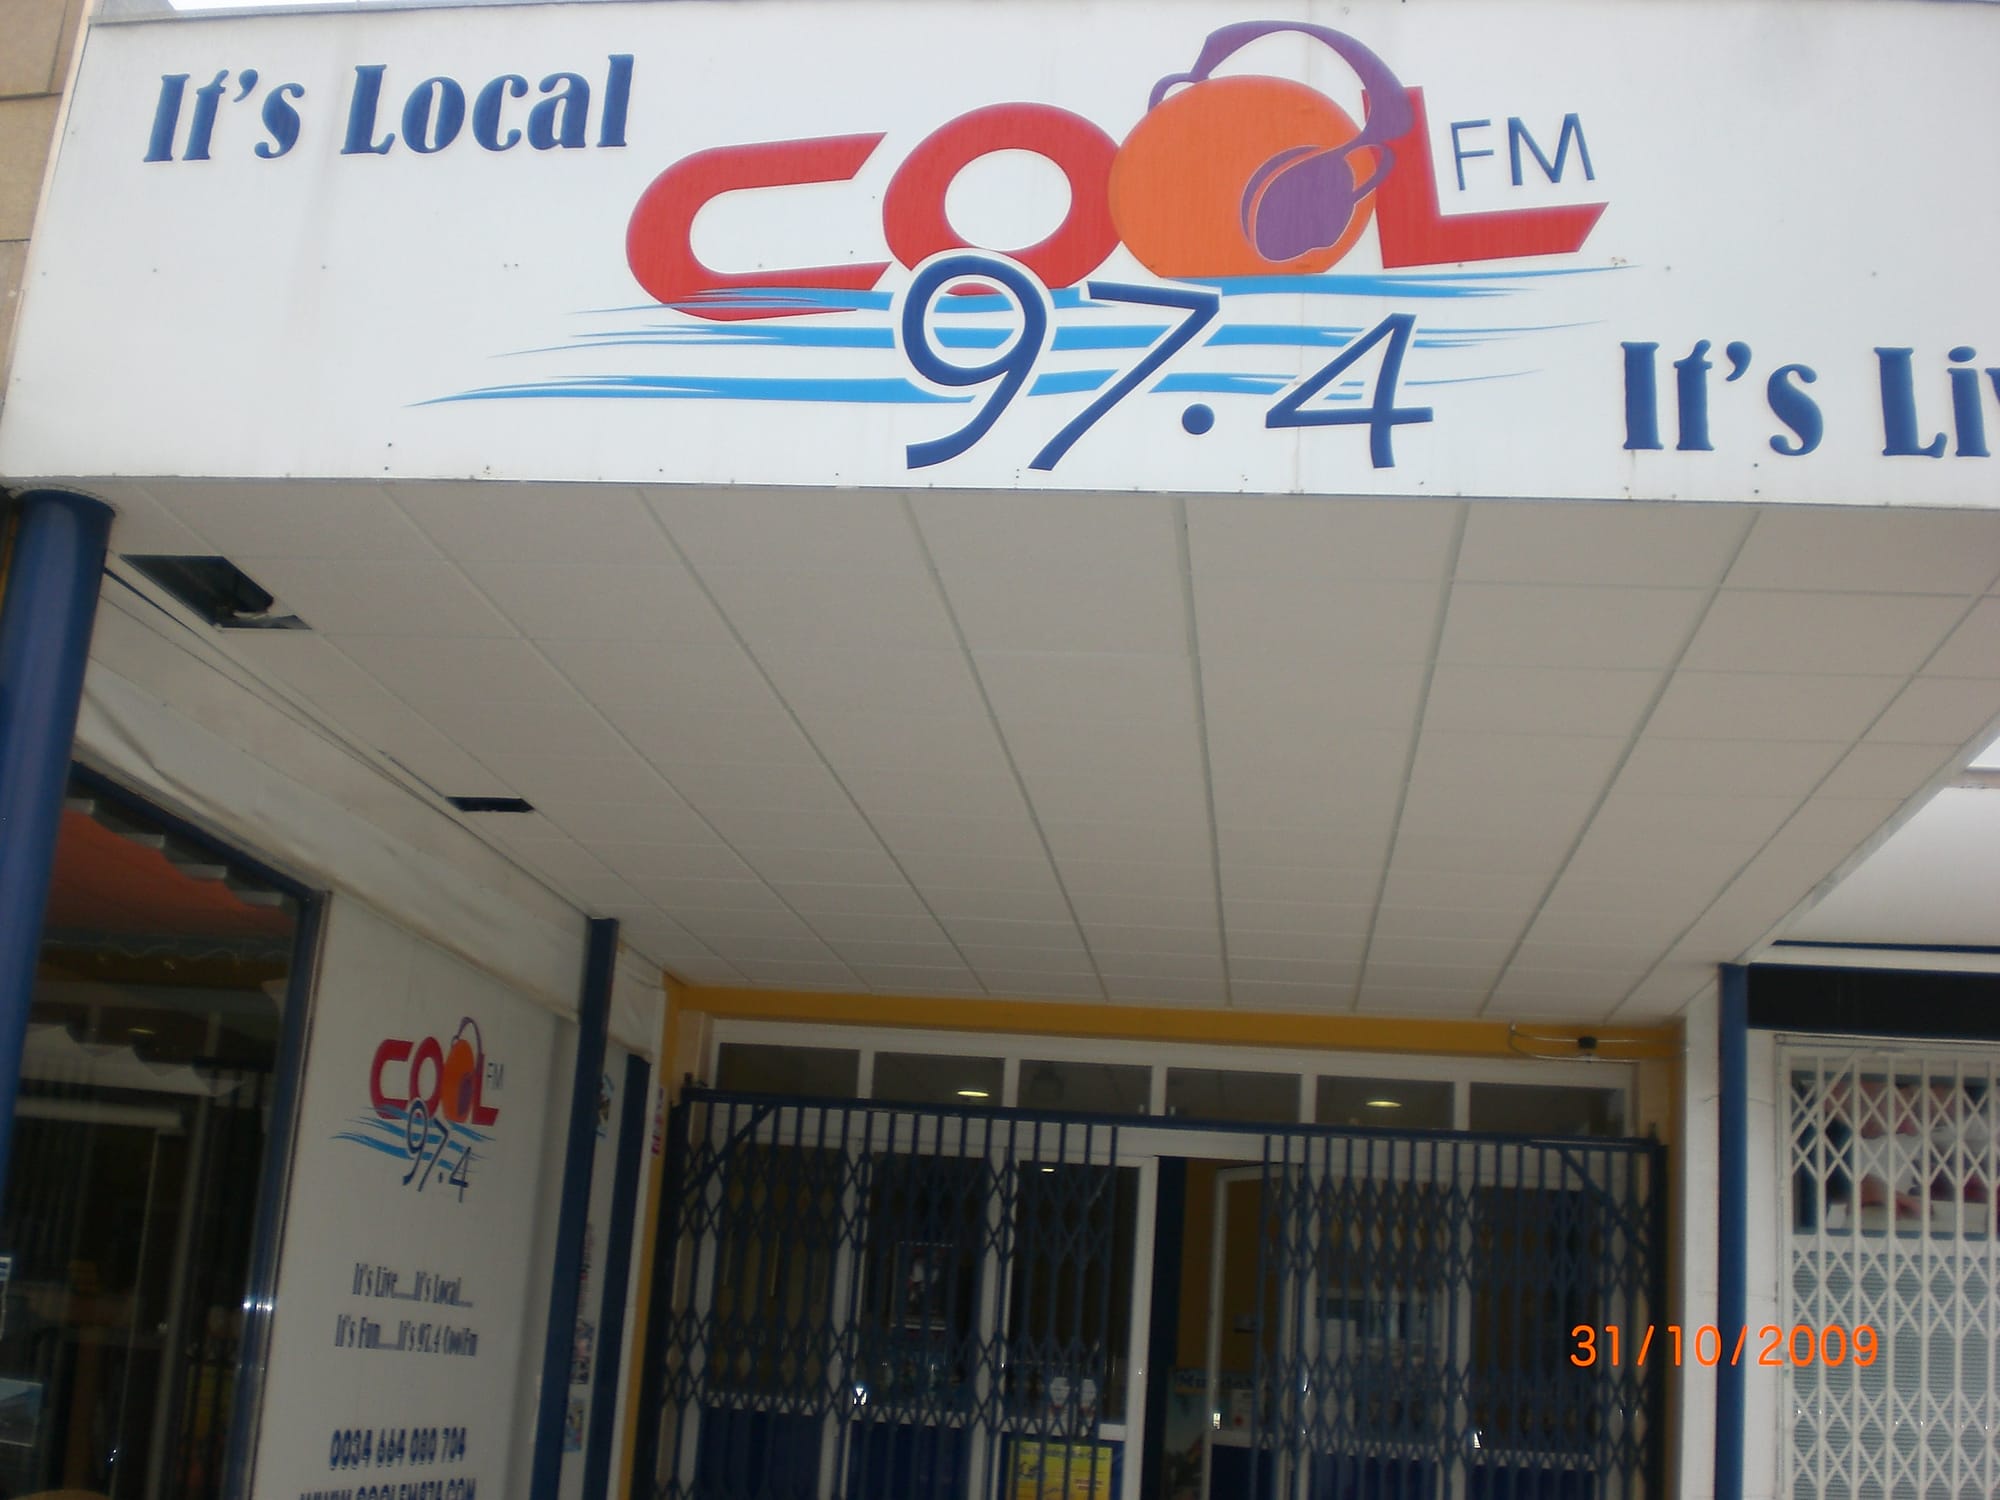 It's Local
COOL FM
97.4
It's Li
COOL FM
97.4
It's Live.....It's Local....
It's Fun.....It's 97.4 CoolFm
0034 664 080 704
31/10/2009